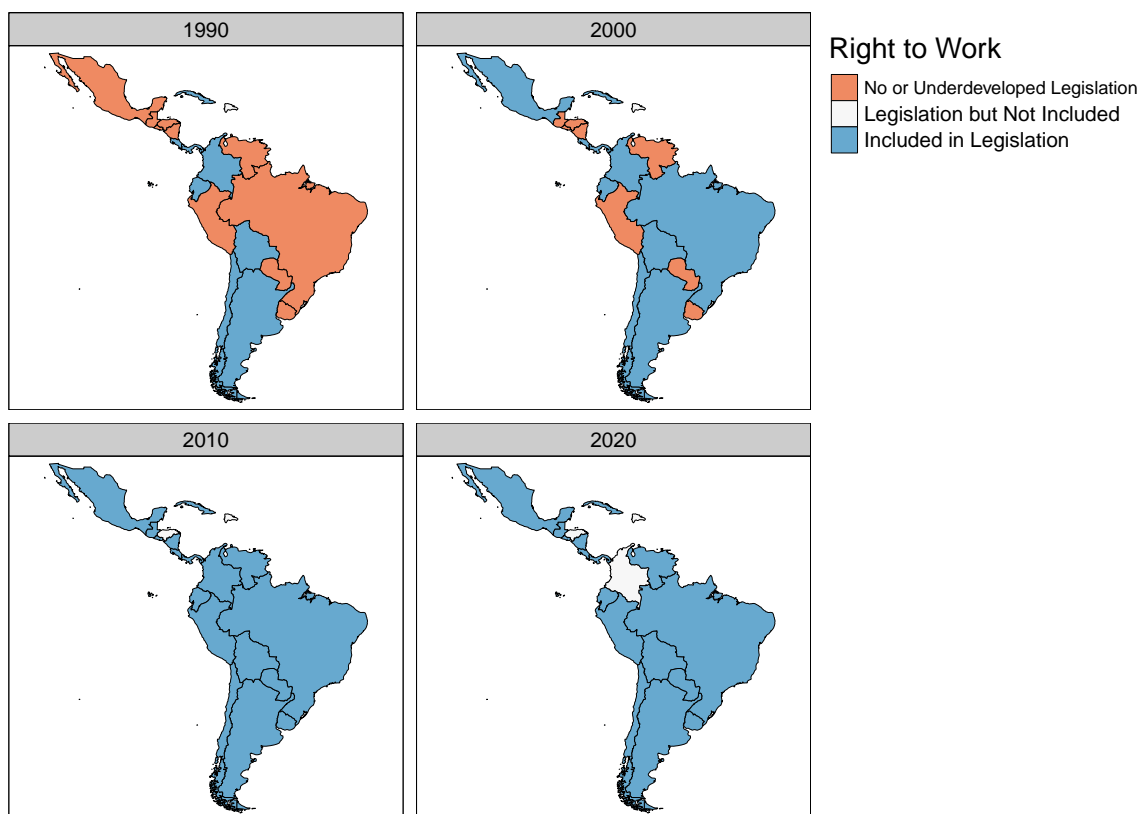 1990
2000
Right to Work
No or Underdeveloped Legislation
Legislation but Not Included
Included in Legislation
2010
2020